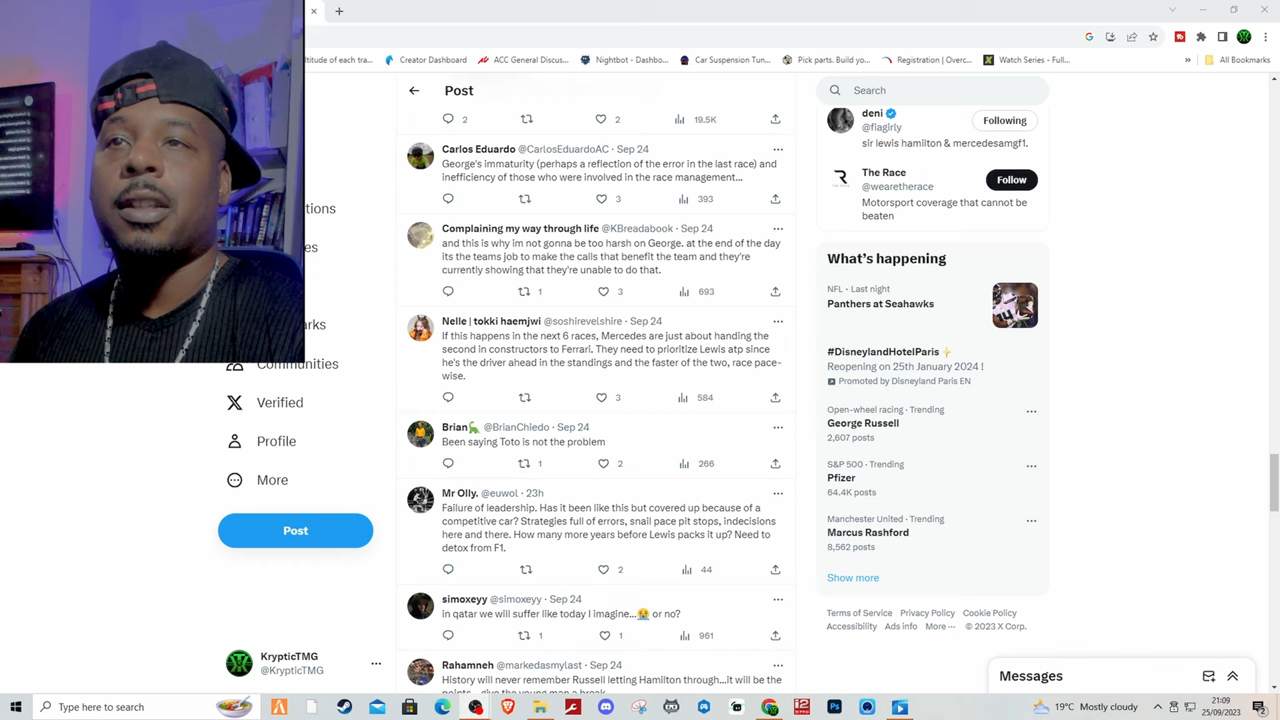 titude of each tra...
Creator Dashboard
ACC General Discus...
Nightbot - Dashbo...
Car Suspension Tun...
Pick parts. Build yo...
Registration | Overc...
Watch Series - Full...
»
All Bookmarks
Post
2
2
19.5K
Carlos Eduardo @CarlosEduardoAC · Sep 24
George's immaturity (perhaps a reflection of the error in the last race) and
inefficiency of those who were involved in the race management...
3
393
Complaining my way through life @KBreadabook · Sep 24
and this is why im not gonna be too harsh on George. at the end of the day
its the teams job to make the calls that benefit the team and they're
currently showing that they're unable to do that.
1
3
693
Nelle | tokki haemjwi @soshirevelshire · Sep 24
If this happens in the next 6 races, Mercedes are just about handing the
second in constructors to Ferrari. They need to prioritize Lewis atp since
he's the driver ahead in the standings and the faster of the two, race pace-
wise.
3
584
Brian🦕 @BrianChiedo · Sep 24
Been saying Toto is not the problem
1
2
266
Mr Olly. @euwol · 23h
Failure of leadership. Has it been like this but covered up because of a
competitive car? Strategies full of errors, snail pace pit stops, indecisions
here and there. How many more years before Lewis packs it up? Need to
detox from F1.
2
44
simoxeyy @simoxeyy · Sep 24
in qatar we will suffer like today I imagine...😭 or no?
1
1
961
Rahamneh @markedasmylast · Sep 24
History will never remember Russell letting Hamilton through...it will be the
points... give the young man a break
Search
deni
@fiagirly
Following
sir lewis hamilton & mercedesamgf1.
The Race
@wearetherace
Follow
Motorsport coverage that cannot be
beaten
What's happening
NFL · Last night
Panthers at Seahawks
#DisneylandHotelParis ✨
Reopening on 25th January 2024 !
Promoted by Disneyland Paris EN
Open-wheel racing · Trending
George Russell
2,607 posts
S&P 500 · Trending
Pfizer
64.4K posts
Manchester United · Trending
Marcus Rashford
8,562 posts
Show more
Terms of Service Privacy Policy Cookie Policy
Accessibility Ads info More ··· © 2023 X Corp.
Messages
tions
es
rks
Communities
Verified
Profile
More
Post
KrypticTMG
@KrypticTMG
Type here to search
19°C Mostly cloudy
21:09
25/09/2023
2